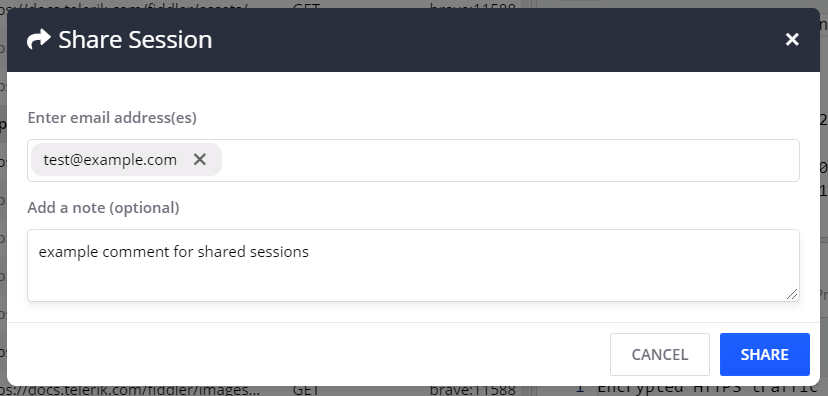 ps://docs.telerik.com/fiddler/assets/ GET brave:11588
Share Session
Enter email address(es)
test@example.com
Add a note (optional)
example comment for shared sessions
CANCEL SHARE
ps://docs.telerik.com/fiddler/images... GET brave:11588
1 Encrypted HTTPS traffic